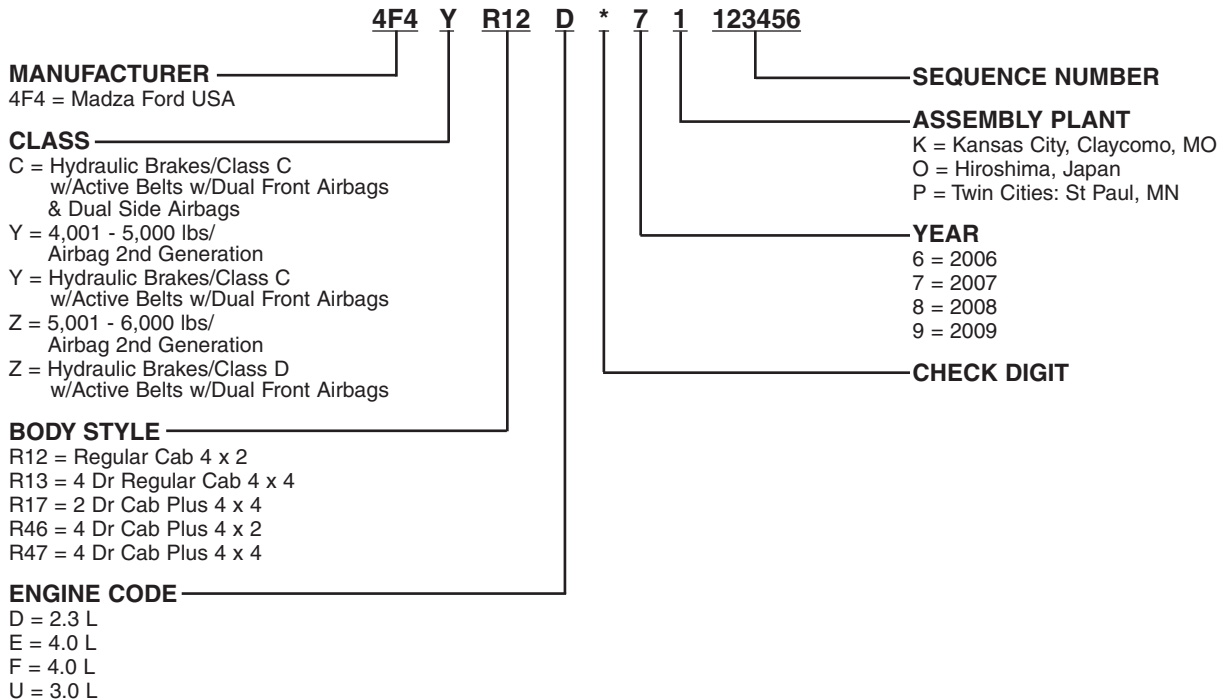 4F4 Y R12 D * 7 1 123456
MANUFACTURER
4F4 = Madza Ford USA
CLASS
C = Hydraulic Brakes/Class C
w/Active Belts w/Dual Front Airbags
& Dual Side Airbags
Y = 4,001 - 5,000 lbs/
Airbag 2nd Generation
Y = Hydraulic Brakes/Class C
w/Active Belts w/Dual Front Airbags
Z = 5,001 - 6,000 lbs/
Airbag 2nd Generation
Z = Hydraulic Brakes/Class D
w/Active Belts w/Dual Front Airbags
BODY STYLE
R12 = Regular Cab 4 x 2
R13 = 4 Dr Regular Cab 4 x 4
R17 = 2 Dr Cab Plus 4 x 4
R46 = 4 Dr Cab Plus 4 x 2
R47 = 4 Dr Cab Plus 4 x 4
ENGINE CODE
D = 2.3 L
E = 4.0 L
F = 4.0 L
U = 3.0 L
SEQUENCE NUMBER
ASSEMBLY PLANT
K = Kansas City, Claycomo, MO
O = Hiroshima, Japan
P = Twin Cities: St Paul, MN
YEAR
6 = 2006
7 = 2007
8 = 2008
9 = 2009
CHECK DIGIT